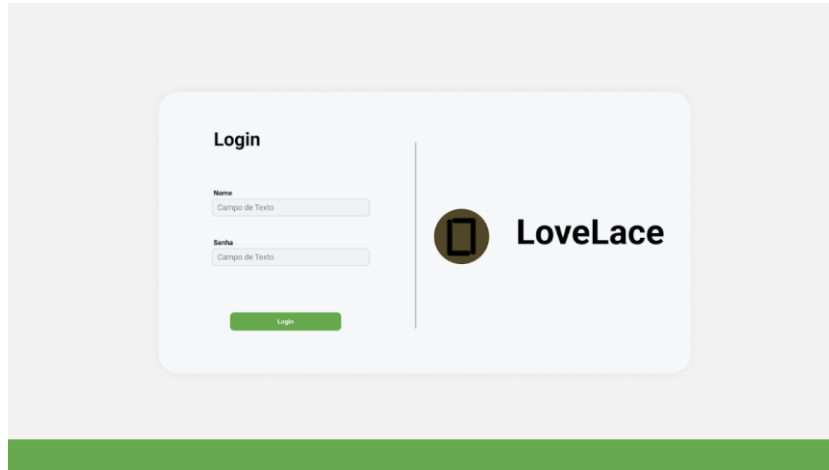 Login
Nome
Campo de Texto
Senha
Campo de Texto
Login
LoveLace